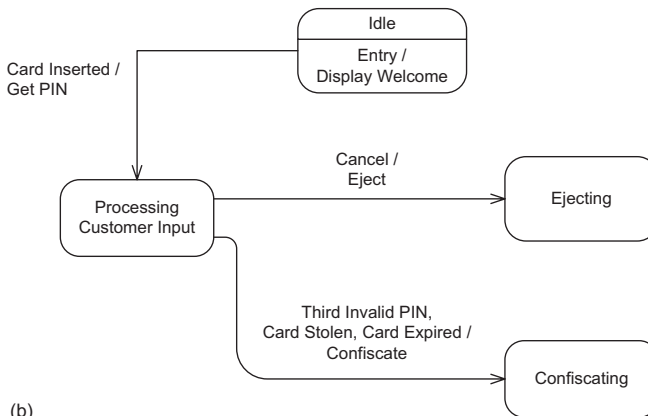 Idle
Entry /
Display Welcome
Card Inserted /
Get PIN
Cancel /
Eject
Processing
Customer Input
Ejecting
Third Invalid PIN,
Card Stolen, Card Expired /
Confiscate
Confiscating
(b)